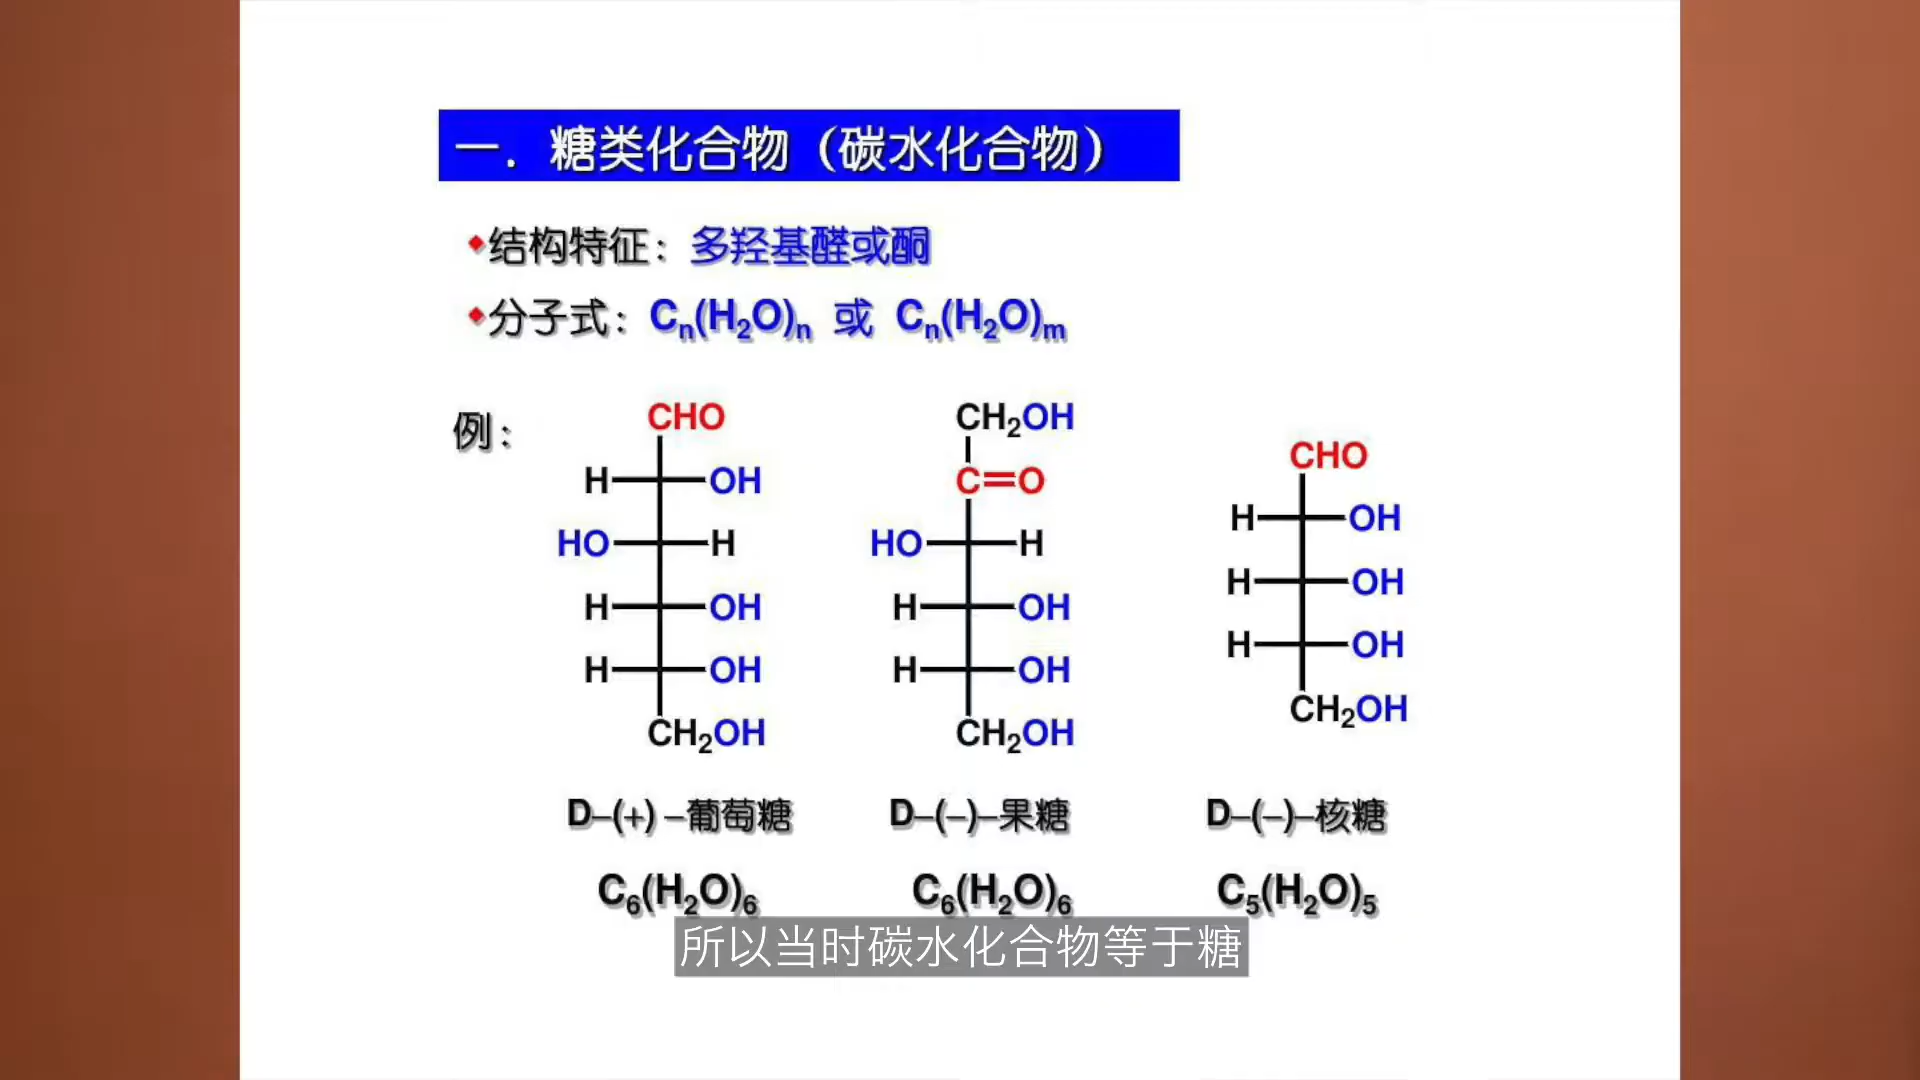 一. 糖类化合物（碳水化合物）
◆结构特征：多羟基醛或酮
◆分子式：Cn(H2O)n 或 Cn(H2O)m
例：
CHO
H OH
HO H
H OH
H OH
CH2OH
D–(+)–葡萄糖
C6(H2O)6
CH2OH
C=O
HO H
H OH
H OH
CH2OH
D–(–)–果糖
C6(H2O)6
CHO
H OH
H OH
H OH
CH2OH
D–(–)–核糖
C5(H2O)5
所以当时碳水化合物等于糖